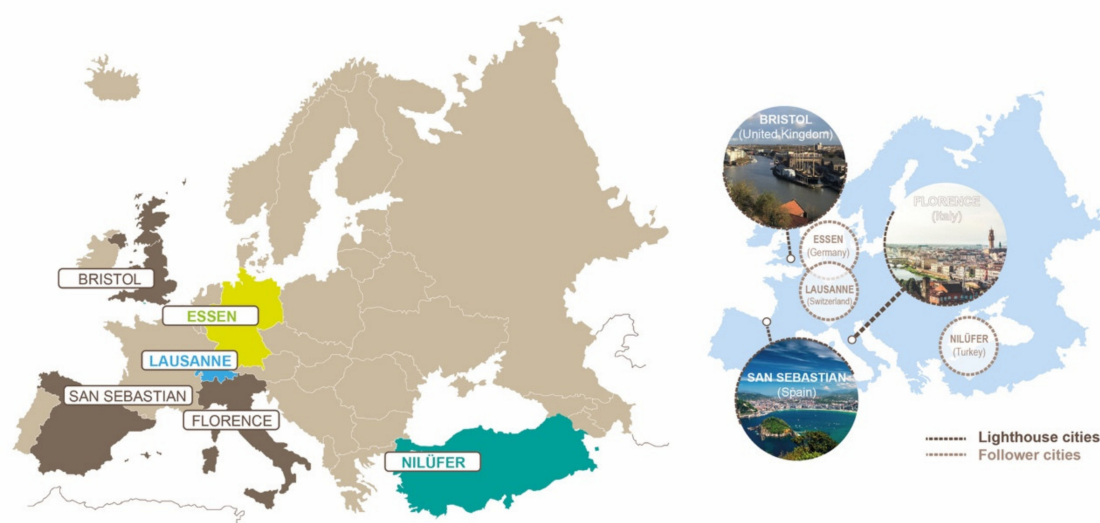 BRISTOL
ESSEN
LAUSANNE
SAN SEBASTIAN
FLORENCE
NILÜFER
BRISTOL
(United Kingdom)
FLORENCE
(Italy)
ESSEN
(Germany)
LAUSANNE
(Switzerland)
NILÜFER
(Turkey)
SAN SEBASTIAN
(Spain)
Lighthouse cities
Follower cities